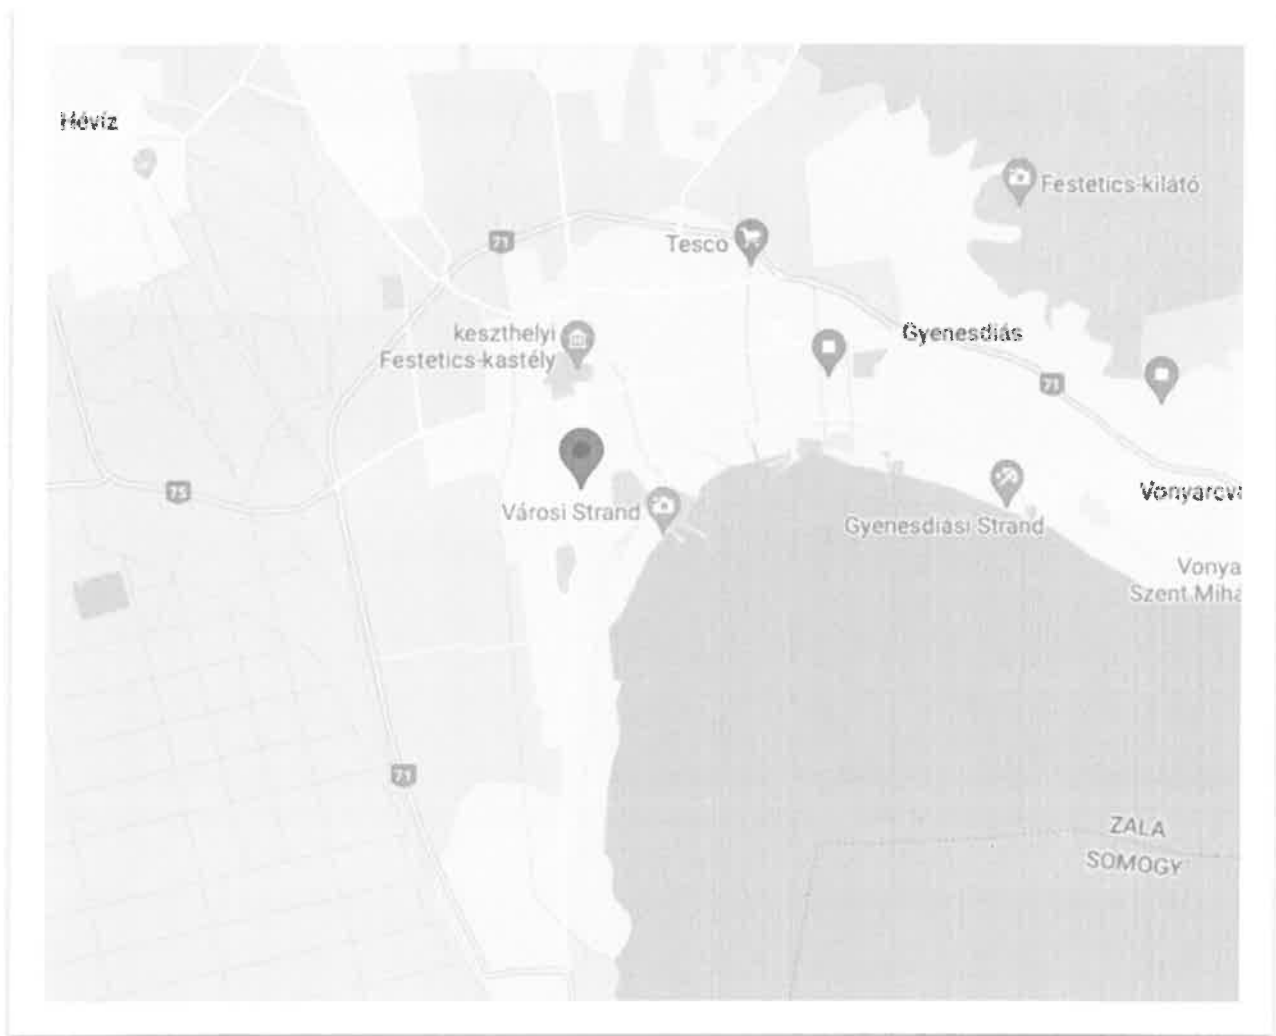 Hévíz
Festetics-kilátó
71
Tesco
keszthelyi
Festetics-kastély
Gyenesdiás
71
75
Városi Strand
Gyenesdiási Strand
Vonyarcv
Vonya
Szent Mihá
71
ZALA
SOMOGY